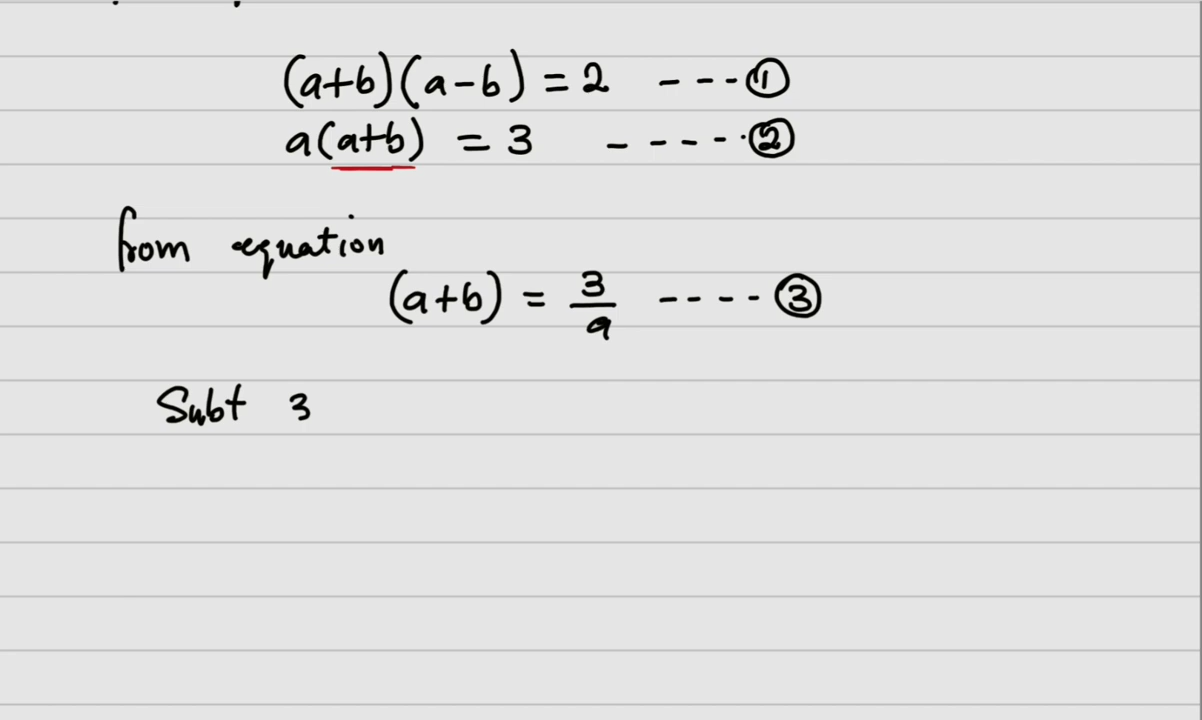 (a+b)(a-b) = 2 ---①
a(a+b) = 3 -----②
from equation
(a+b) = 3/a ----③
Subt 3